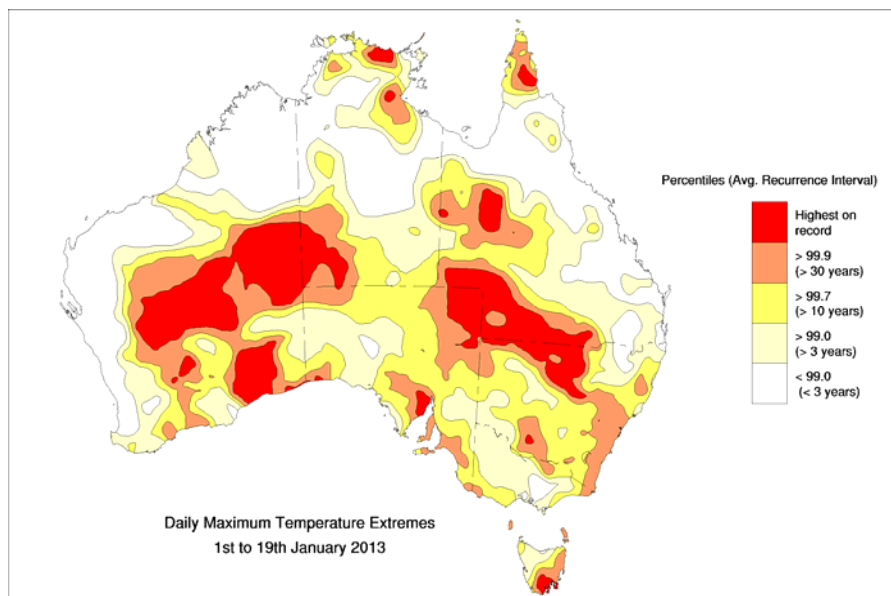 Percentiles (Avg. Recurrence Interval)
Highest on
record
> 99.9
(> 30 years)
> 99.7
(> 10 years)
> 99.0
(> 3 years)
< 99.0
(< 3 years)
Daily Maximum Temperature Extremes
1st to 19th January 2013